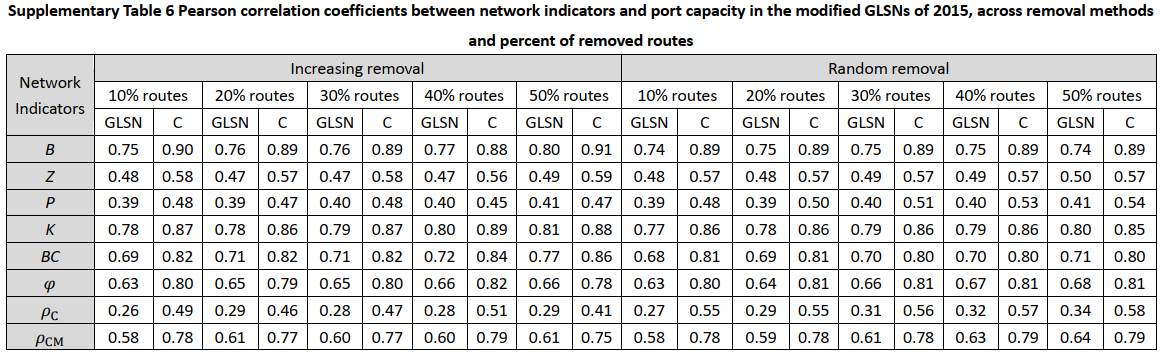 Supplementary Table 6 Pearson correlation coefficients between network indicators and port capacity in the modified GLSNs of 2015, across removal methods
and percent of removed routes
Network Indicators Increasing removal Random removal
10% routes 20% routes 30% routes 40% routes 50% routes 10% routes 20% routes 30% routes 40% routes 50% routes
GLSN C GLSN C GLSN C GLSN C GLSN C GLSN C GLSN C GLSN C GLSN C GLSN C
B 0.75 0.90 0.76 0.89 0.76 0.89 0.77 0.88 0.80 0.91 0.74 0.89 0.75 0.89 0.75 0.89 0.75 0.89 0.74 0.89
Z 0.48 0.58 0.47 0.57 0.47 0.58 0.47 0.56 0.49 0.59 0.48 0.57 0.48 0.57 0.49 0.57 0.49 0.57 0.50 0.57
P 0.39 0.48 0.39 0.47 0.40 0.48 0.40 0.45 0.41 0.47 0.39 0.48 0.39 0.50 0.40 0.51 0.40 0.53 0.41 0.54
K 0.78 0.87 0.78 0.86 0.79 0.87 0.80 0.89 0.81 0.88 0.77 0.86 0.78 0.86 0.79 0.86 0.79 0.86 0.80 0.85
BC 0.69 0.82 0.71 0.82 0.71 0.82 0.72 0.84 0.77 0.86 0.68 0.81 0.69 0.81 0.70 0.80 0.70 0.80 0.71 0.80
φ 0.63 0.80 0.65 0.79 0.65 0.80 0.66 0.82 0.66 0.78 0.63 0.80 0.64 0.81 0.66 0.81 0.67 0.81 0.68 0.81
ρC 0.26 0.49 0.29 0.46 0.28 0.47 0.28 0.51 0.29 0.41 0.27 0.55 0.29 0.55 0.31 0.56 0.32 0.57 0.34 0.58
ρCM 0.58 0.78 0.61 0.77 0.60 0.77 0.60 0.79 0.61 0.75 0.58 0.78 0.59 0.78 0.61 0.78 0.63 0.79 0.64 0.79